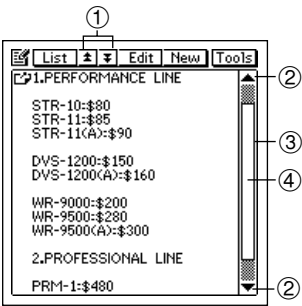 ①
List Edit New Tools
1.PERFORMANCE LINE
②
STR-10=$80
STR-11=$85
STR-11(A)=$90
③
DVS-1200=$150
DVS-1200(A)=$160
④
WR-9000=$200
WR-9500=$280
WR-9500(A)=$300
2.PROFESSIONAL LINE
PRM-1=$480
②